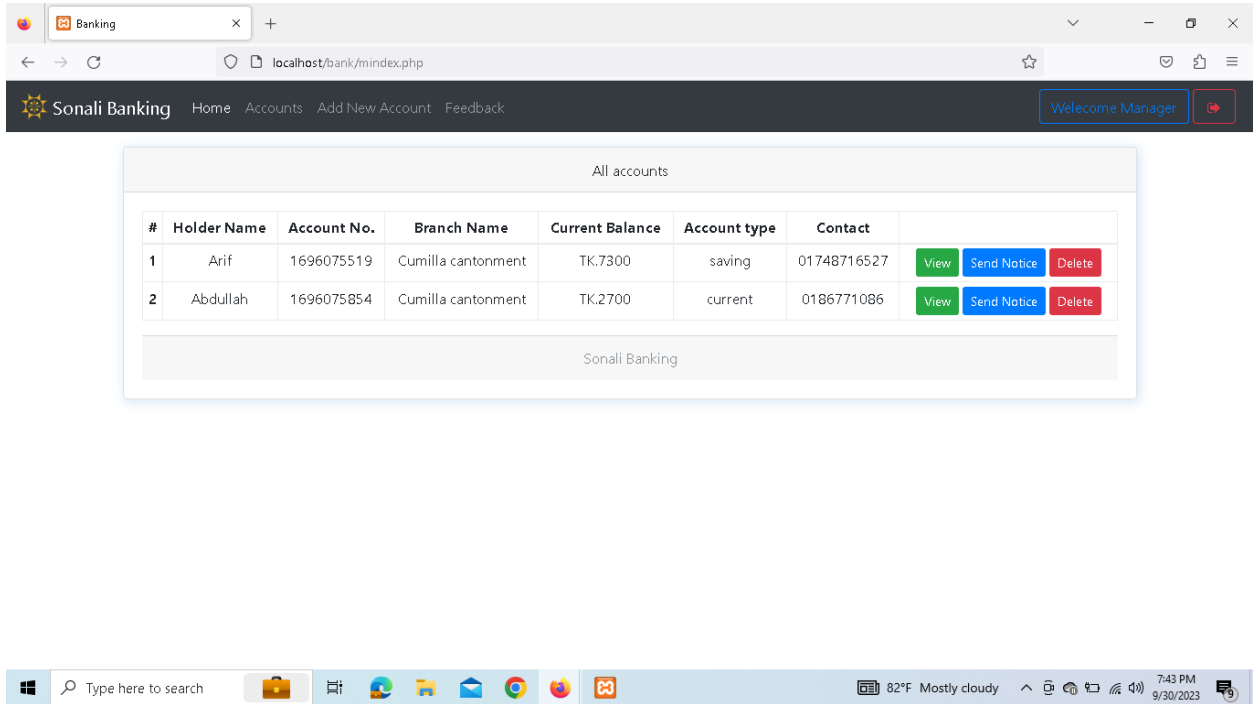 Banking
localhost/bank/mindex.php
Sonali Banking Home Accounts Add New Account Feedback Welecome Manager
All accounts
# Holder Name Account No. Branch Name Current Balance Account type Contact
1 Arif 1696075519 Cumilla cantonment TK.7300 saving 01748716527 View Send Notice Delete
2 Abdullah 1696075854 Cumilla cantonment TK.2700 current 0186771086 View Send Notice Delete
Sonali Banking
Type here to search 82°F Mostly cloudy 7:43 PM
9/30/2023 9